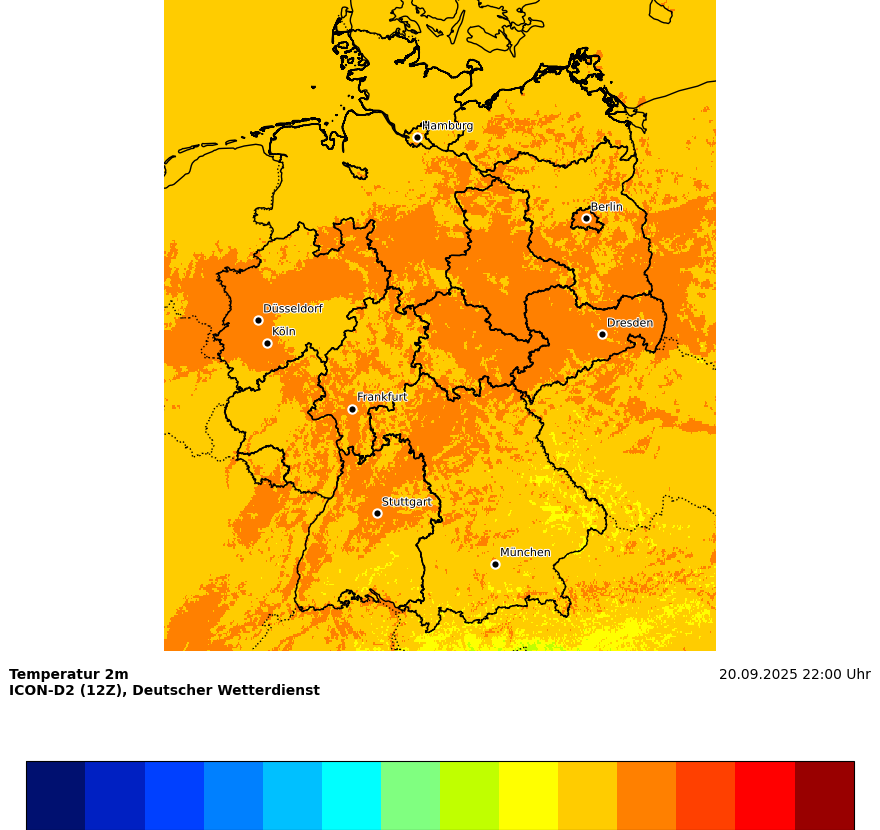 Hamburg
Berlin
Düsseldorf
Köln
Dresden
Frankfurt
Stuttgart
München
Temperatur 2m
20.09.2025 22:00 Uhr
ICON-D2 (12Z), Deutscher Wetterdienst